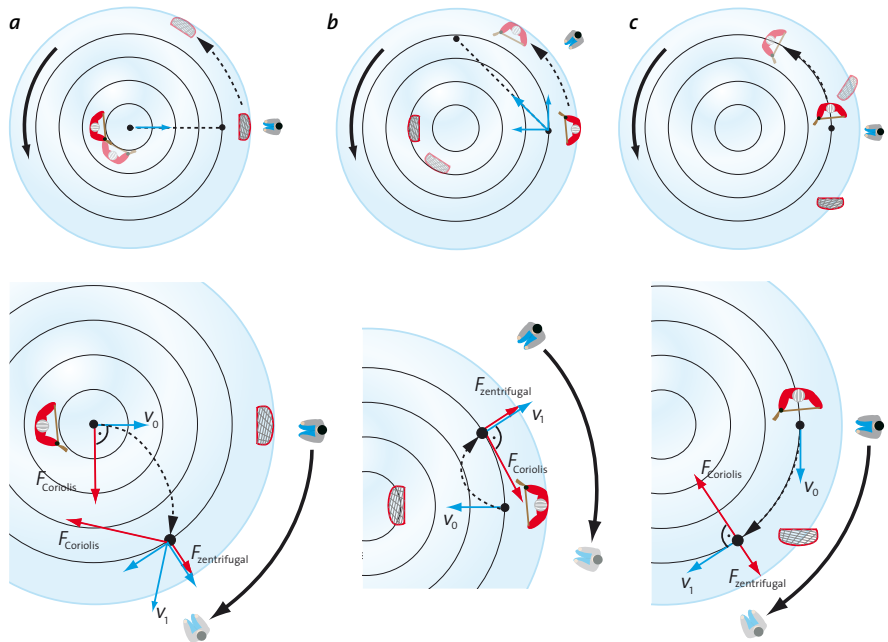 a
b
c
v0
FCoriolis
FCoriolis
Fzentrifugal
v1
Fzentrifugal
v1
FCoriolis
v0
FCoriolis
v0
Fzentrifugal
v1